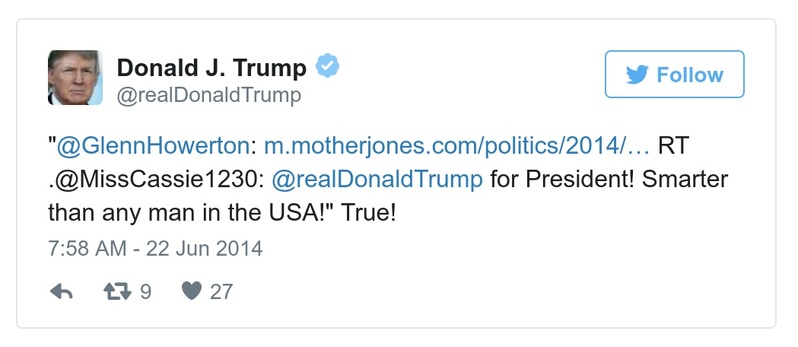 Donald J. Trump
@realDonaldTrump
Follow
"@GlennHowerton: m.motherjones.com/politics/2014/… RT
.@MissCassie1230: @realDonaldTrump for President! Smarter
than any man in the USA!" True!
7:58 AM - 22 Jun 2014
9 27